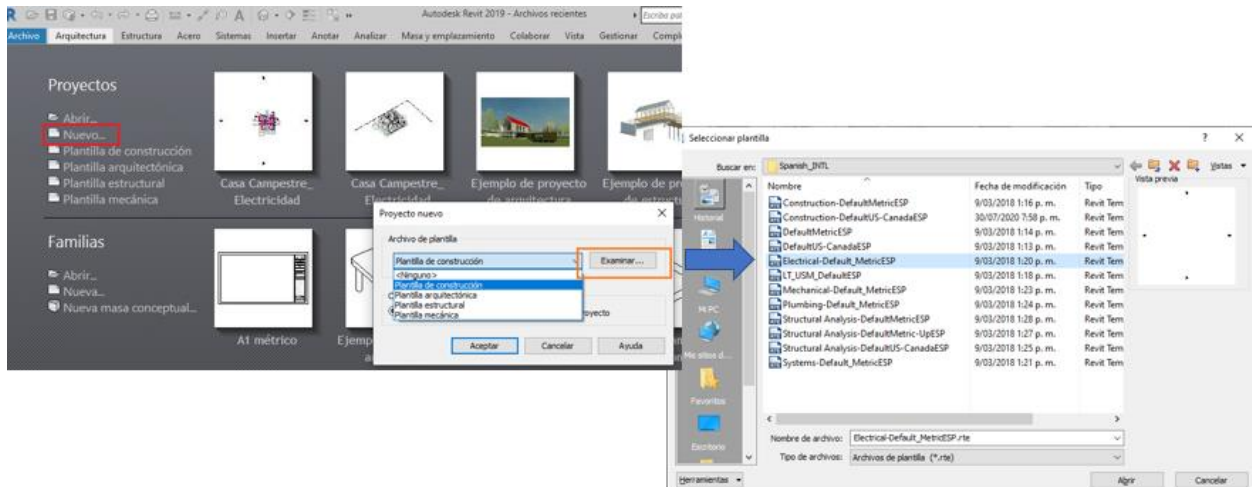 Autodesk Revit 2019 - Archivos recientes
Archivo Arquitectura Estructura Acero Sistemas Insertar Anotar Analizar Masa y emplazamiento Colaborar Vista Gestionar
Proyectos
Abrir...
Nuevo...
Plantilla de construcción
Plantilla arquitectónica
Plantilla estructural
Plantilla mecánica
Casa Campestre_
Electricidad
Casa Campestre_
Electricidad
Ejemplo de proyecto
de arquitectura
Ejemplo de
Familias
Abrir...
Nueva...
Nueva masa conceptual...
A1 métrico
Proyecto nuevo
Archivo de plantilla
Plantilla de construcción
Examinar...
<Ninguno>
Plantilla de construcción
Plantilla arquitectónica
Plantilla estructural
Plantilla mecánica
Aceptar Cancelar Ayuda
Seleccionar plantilla
Buscar en: Spanish_INTL
Vistas
Nombre Fecha de modificación Tipo
Vista previa
Construction-DefaultMetricESP 9/03/2018 1:16 p. m. Revit Tem
Construction-DefaultUS-CanadaESP 30/07/2020 7:58 p. m. Revit Tem
DefaultMetricESP 9/03/2018 1:14 p. m. Revit Tem
DefaultUS-CanadaESP 9/03/2018 1:13 p. m. Revit Tem
Electrical-Default_MetricESP 9/03/2018 1:20 p. m. Revit Tem
LT_USM_DefaultESP 9/03/2018 1:18 p. m. Revit Tem
Mechanical-Default_MetricESP 9/03/2018 1:23 p. m. Revit Tem
Plumbing-Default_MetricESP 9/03/2018 1:24 p. m. Revit Tem
Structural Analysis-DefaultMetricESP 9/03/2018 1:28 p. m. Revit Tem
Structural Analysis-DefaultMetric-UpESP 9/03/2018 1:27 p. m. Revit Tem
Structural Analysis-DefaultUS-CanadaESP 9/03/2018 1:25 p. m. Revit Tem
Systems-Default_MetricESP 9/03/2018 1:21 p. m. Revit Tem
Historial
Mi PC
Mis sitios d...
Favoritos
Escritorio
Nombre de archivo: Electrical-Default_MetricESP.rte
Tipo de archivos: Archivos de plantilla (*.rte)
Herramientas
Abrir Cancelar